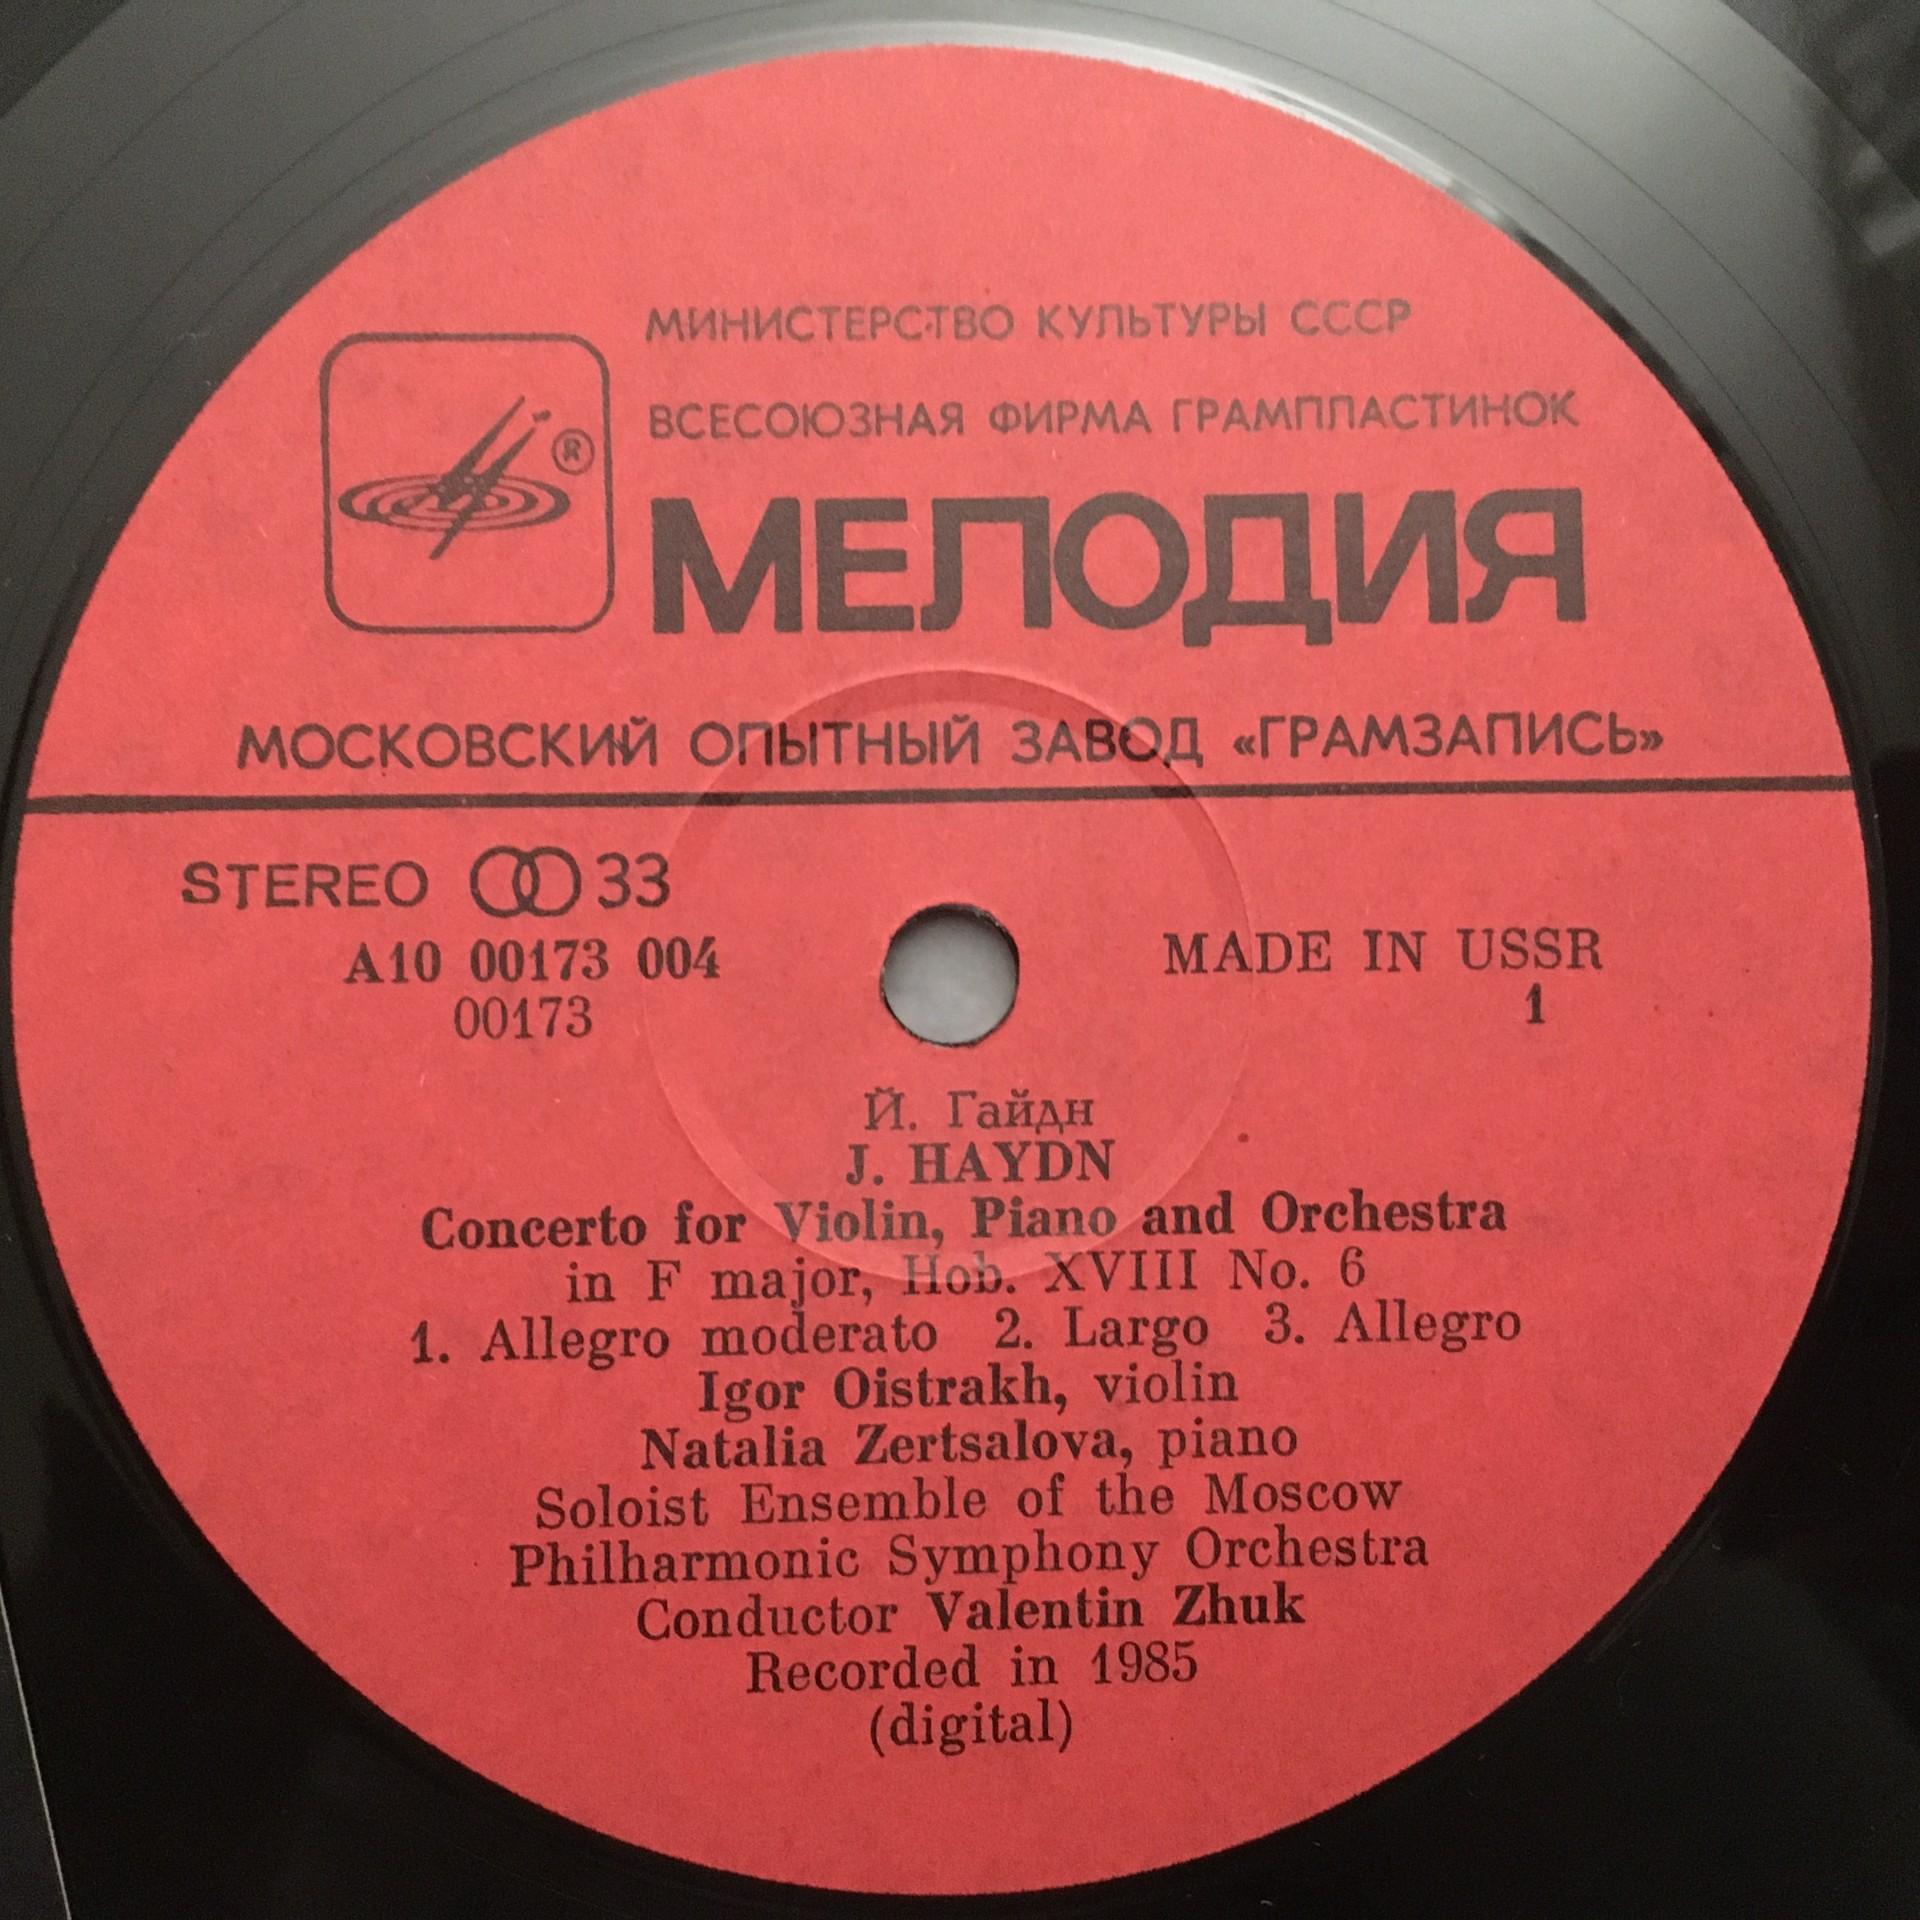 МИНИСТЕРСТВО КУЛЬТУРЫ СССР
ВСЕСОЮЗНАЯ ФИРМА ГРАМПЛАСТИНОК
®
МЕЛОДИЯ
МОСКОВСКИЙ ОПЫТНЫЙ ЗАВОД «ГРАМЗАПИСЬ»
STEREO 33
A10 00173 004
00173
MADE IN USSR
1
Й. Гайдн
J. HAYDN
Concerto for Violin, Piano and Orchestra
in F major, Hob. XVIII No. 6
1. Allegro moderato 2. Largo 3. Allegro
Igor Oistrakh, violin
Natalia Zertsalova, piano
Soloist Ensemble of the Moscow
Philharmonic Symphony Orchestra
Conductor Valentin Zhuk
Recorded in 1985
(digital)